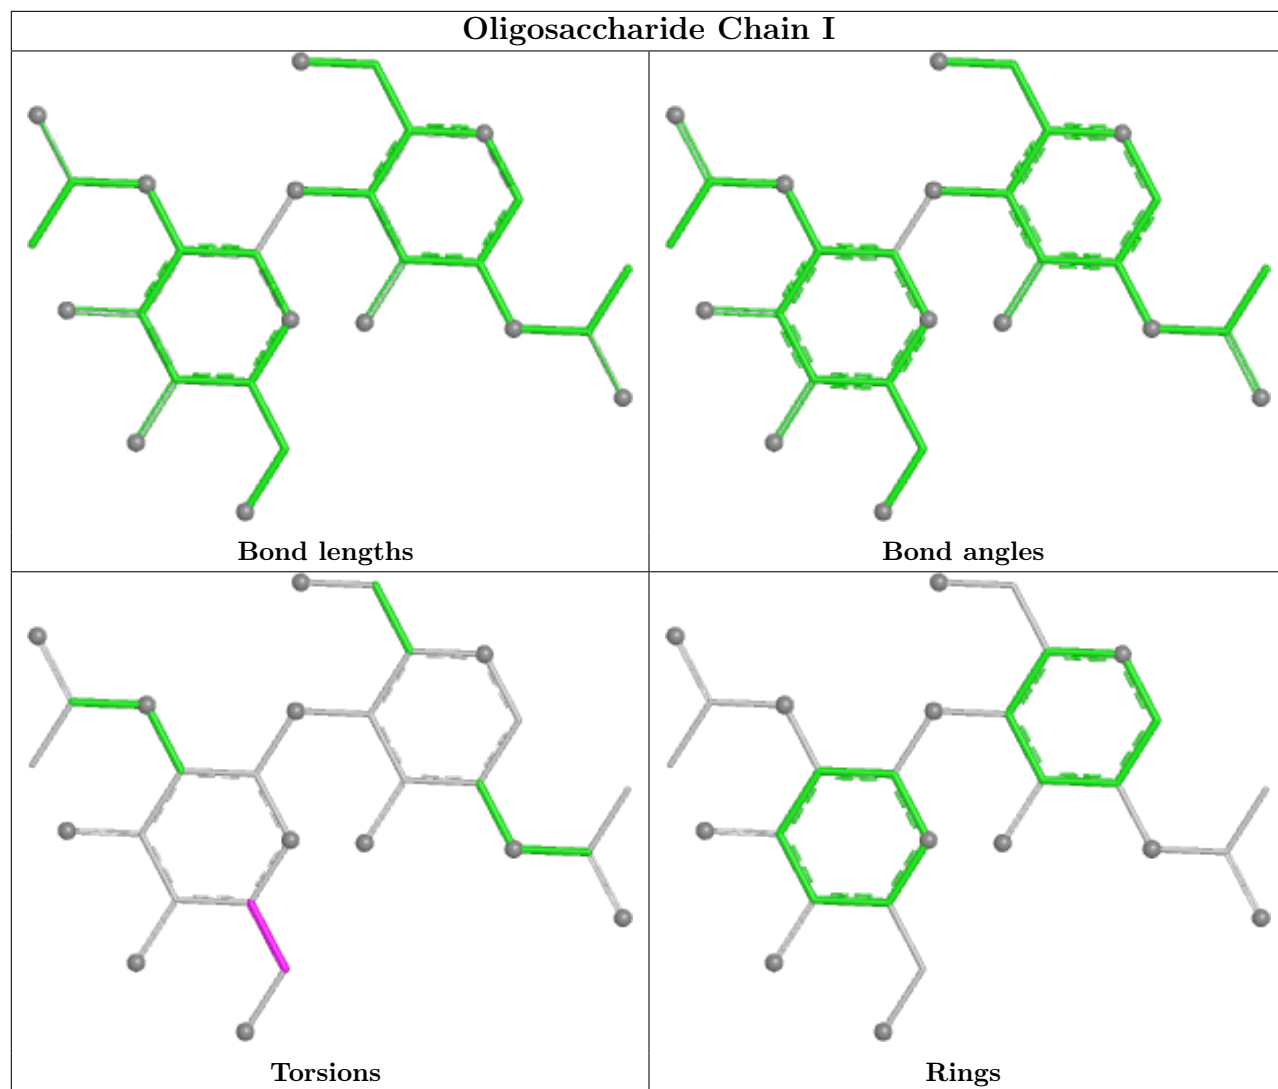 Oligosaccharide Chain I
Bond lengths
Bond angles
Torsions
Rings